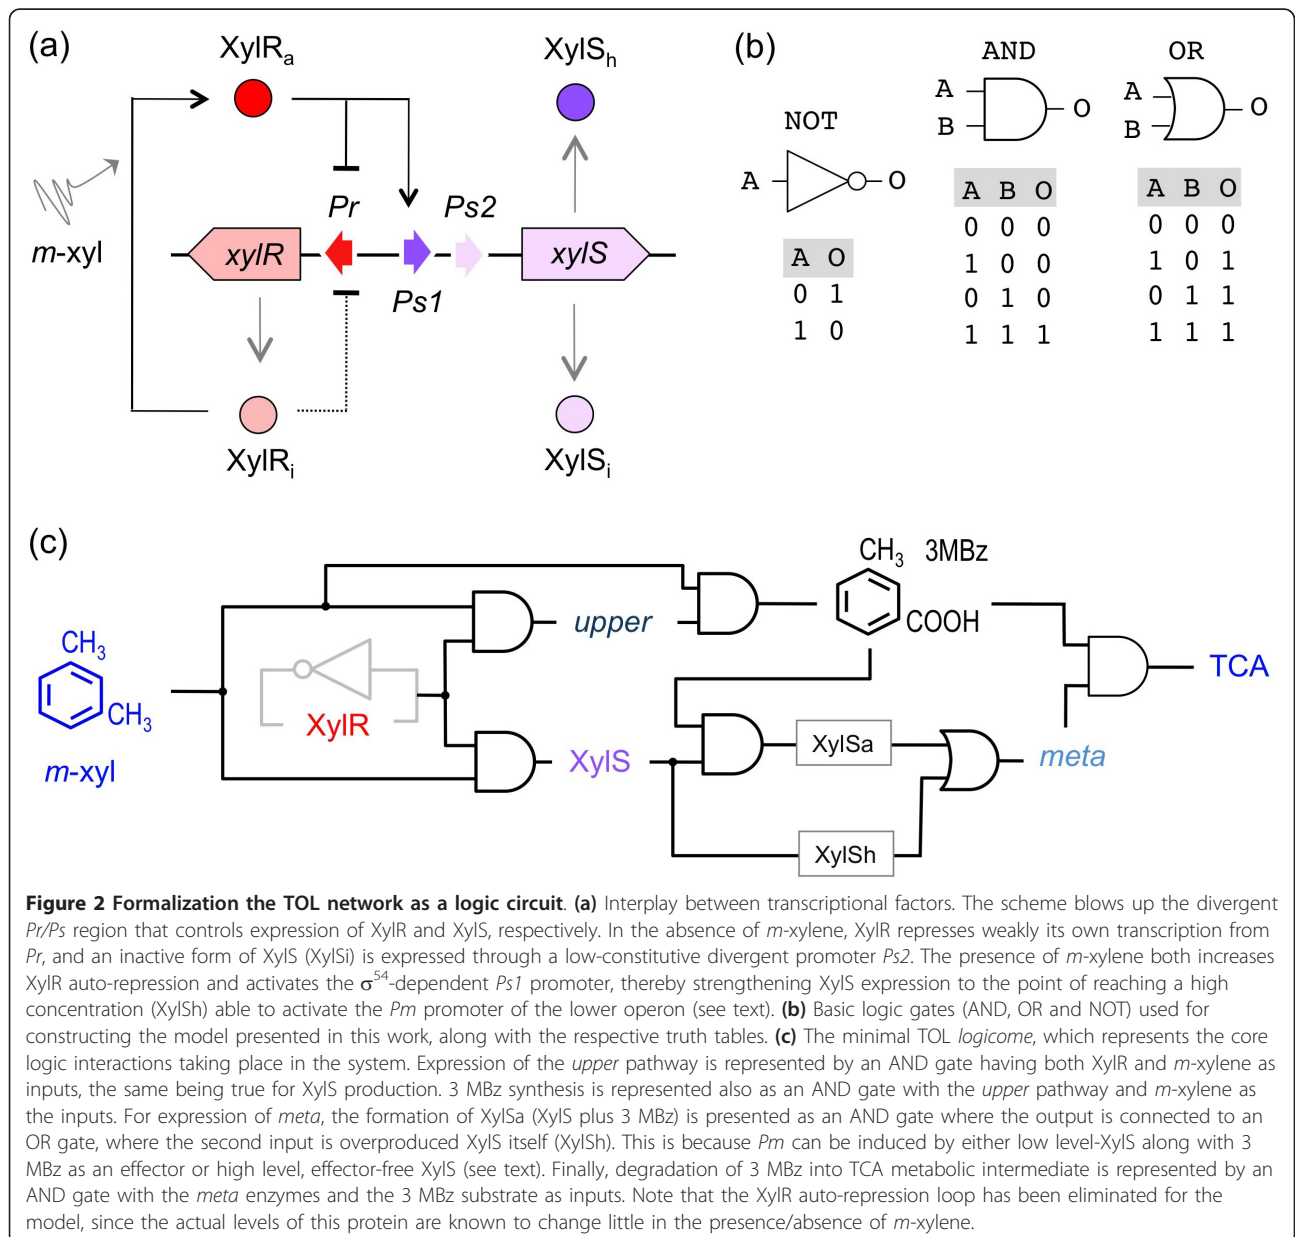 (a)
XylRa
XylSh
m-xyl
Pr
Ps2
xylR
xylS
Ps1
XylRi
XylSi
(b)
NOT
A
O
A O
0 1
1 0
AND
A
B
O
A B O
0 0 0
1 0 0
0 1 0
1 1 1
OR
A
B
O
A B O
0 0 0
1 0 1
0 1 1
1 1 1
(c)
CH3
CH3
m-xyl
XylR
upper
XylS
CH3 3MBz
COOH
XylSa
XylSh
meta
TCA
Figure 2 Formalization the TOL network as a logic circuit. (a) Interplay between transcriptional factors. The scheme blows up the divergent
Pr/Ps region that controls expression of XylR and XylS, respectively. In the absence of m-xylene, XylR represses weakly its own transcription from
Pr, and an inactive form of XylS (XylSi) is expressed through a low-constitutive divergent promoter Ps2. The presence of m-xylene both increases
XylR auto-repression and activates the σ54-dependent Ps1 promoter, thereby strengthening XylS expression to the point of reaching a high
concentration (XylSh) able to activate the Pm promoter of the lower operon (see text). (b) Basic logic gates (AND, OR and NOT) used for
constructing the model presented in this work, along with the respective truth tables. (c) The minimal TOL logicome, which represents the core
logic interactions taking place in the system. Expression of the upper pathway is represented by an AND gate having both XylR and m-xylene as
inputs, the same being true for XylS production. 3 MBz synthesis is represented also as an AND gate with the upper pathway and m-xylene as
the inputs. For expression of meta, the formation of XylSa (XylS plus 3 MBz) is presented as an AND gate where the output is connected to an
OR gate, where the second input is overproduced XylS itself (XylSh). This is because Pm can be induced by either low level-XylS along with 3
MBz as an effector or high level, effector-free XylS (see text). Finally, degradation of 3 MBz into TCA metabolic intermediate is represented by an
AND gate with the meta enzymes and the 3 MBz substrate as inputs. Note that the XylR auto-repression loop has been eliminated for the
model, since the actual levels of this protein are known to change little in the presence/absence of m-xylene.